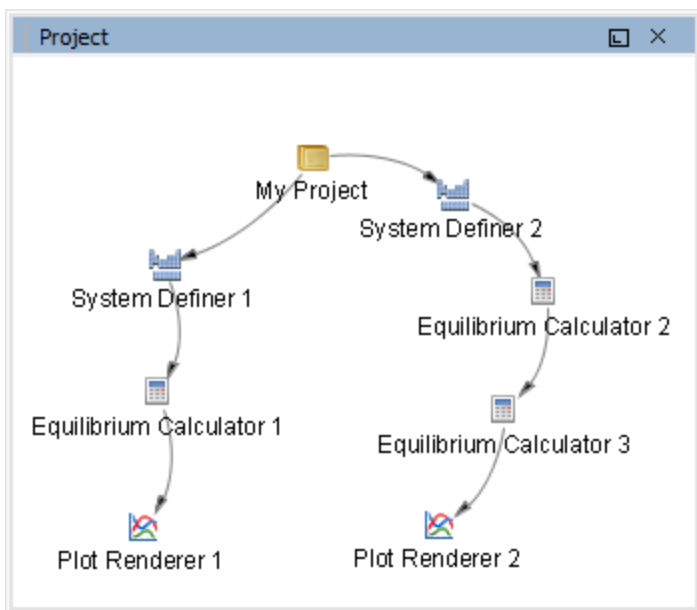 Project
My Project
System Definer 2
System Definer 1
Equilibrium Calculator 2
Equilibrium Calculator 1
Equilibrium Calculator 3
Plot Renderer 1
Plot Renderer 2